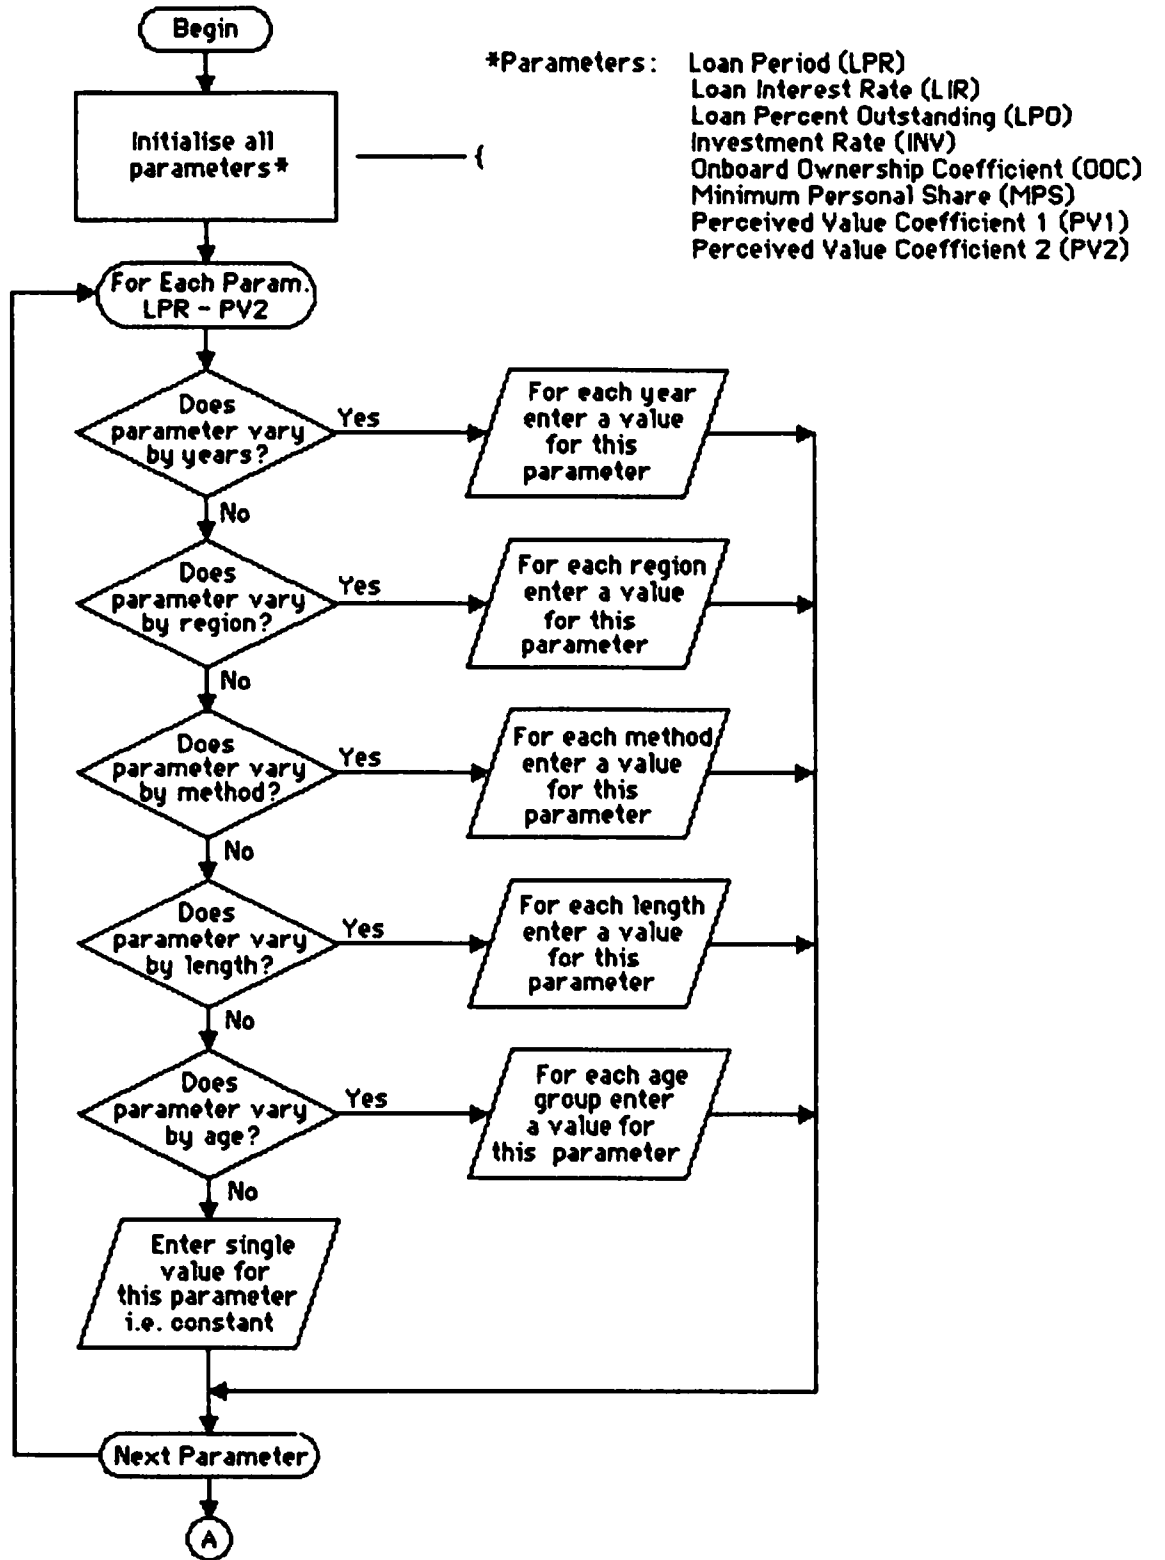 Begin
*Parameters: Loan Period (LPR)
Loan Interest Rate (LIR)
Loan Percent Outstanding (LPO)
Investment Rate (INV)
Onboard Ownership Coefficient (OOC)
Minimum Personal Share (MPS)
Perceived Value Coefficient 1 (PV1)
Perceived Value Coefficient 2 (PV2)
Initialise all
parameters*
{
For Each Param.
LPR - PV2
Does
parameter vary
by years?
Yes
For each year
enter a value
for this
parameter
No
Does
parameter vary
by region?
Yes
For each region
enter a value
for this
parameter
No
Does
parameter vary
by method?
Yes
For each method
enter a value
for this
parameter
No
Does
parameter vary
by length?
Yes
For each length
enter a value
for this
parameter
No
Does
parameter vary
by age?
Yes
For each age
group enter
a value for
this parameter
No
Enter single
value for
this parameter
i.e. constant
Next Parameter
A